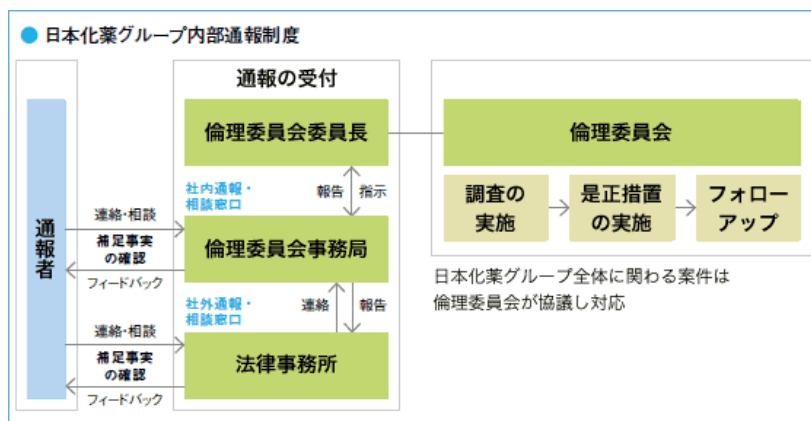 日本化薬グループ内部通報制度
通報の受付
倫理委員会委員長
倫理委員会
社内通報・
相談窓口
報告
指示
調査の
実施
是正措置
の実施
フォロー
アップ
通報者
連絡・相談
補足事実
の確認
フィードバック
倫理委員会事務局
日本化薬グループ全体に関わる案件は
倫理委員会が協議し対応
社外通報・
相談窓口
連絡
報告
連絡・相談
補足事実
の確認
フィードバック
法律事務所